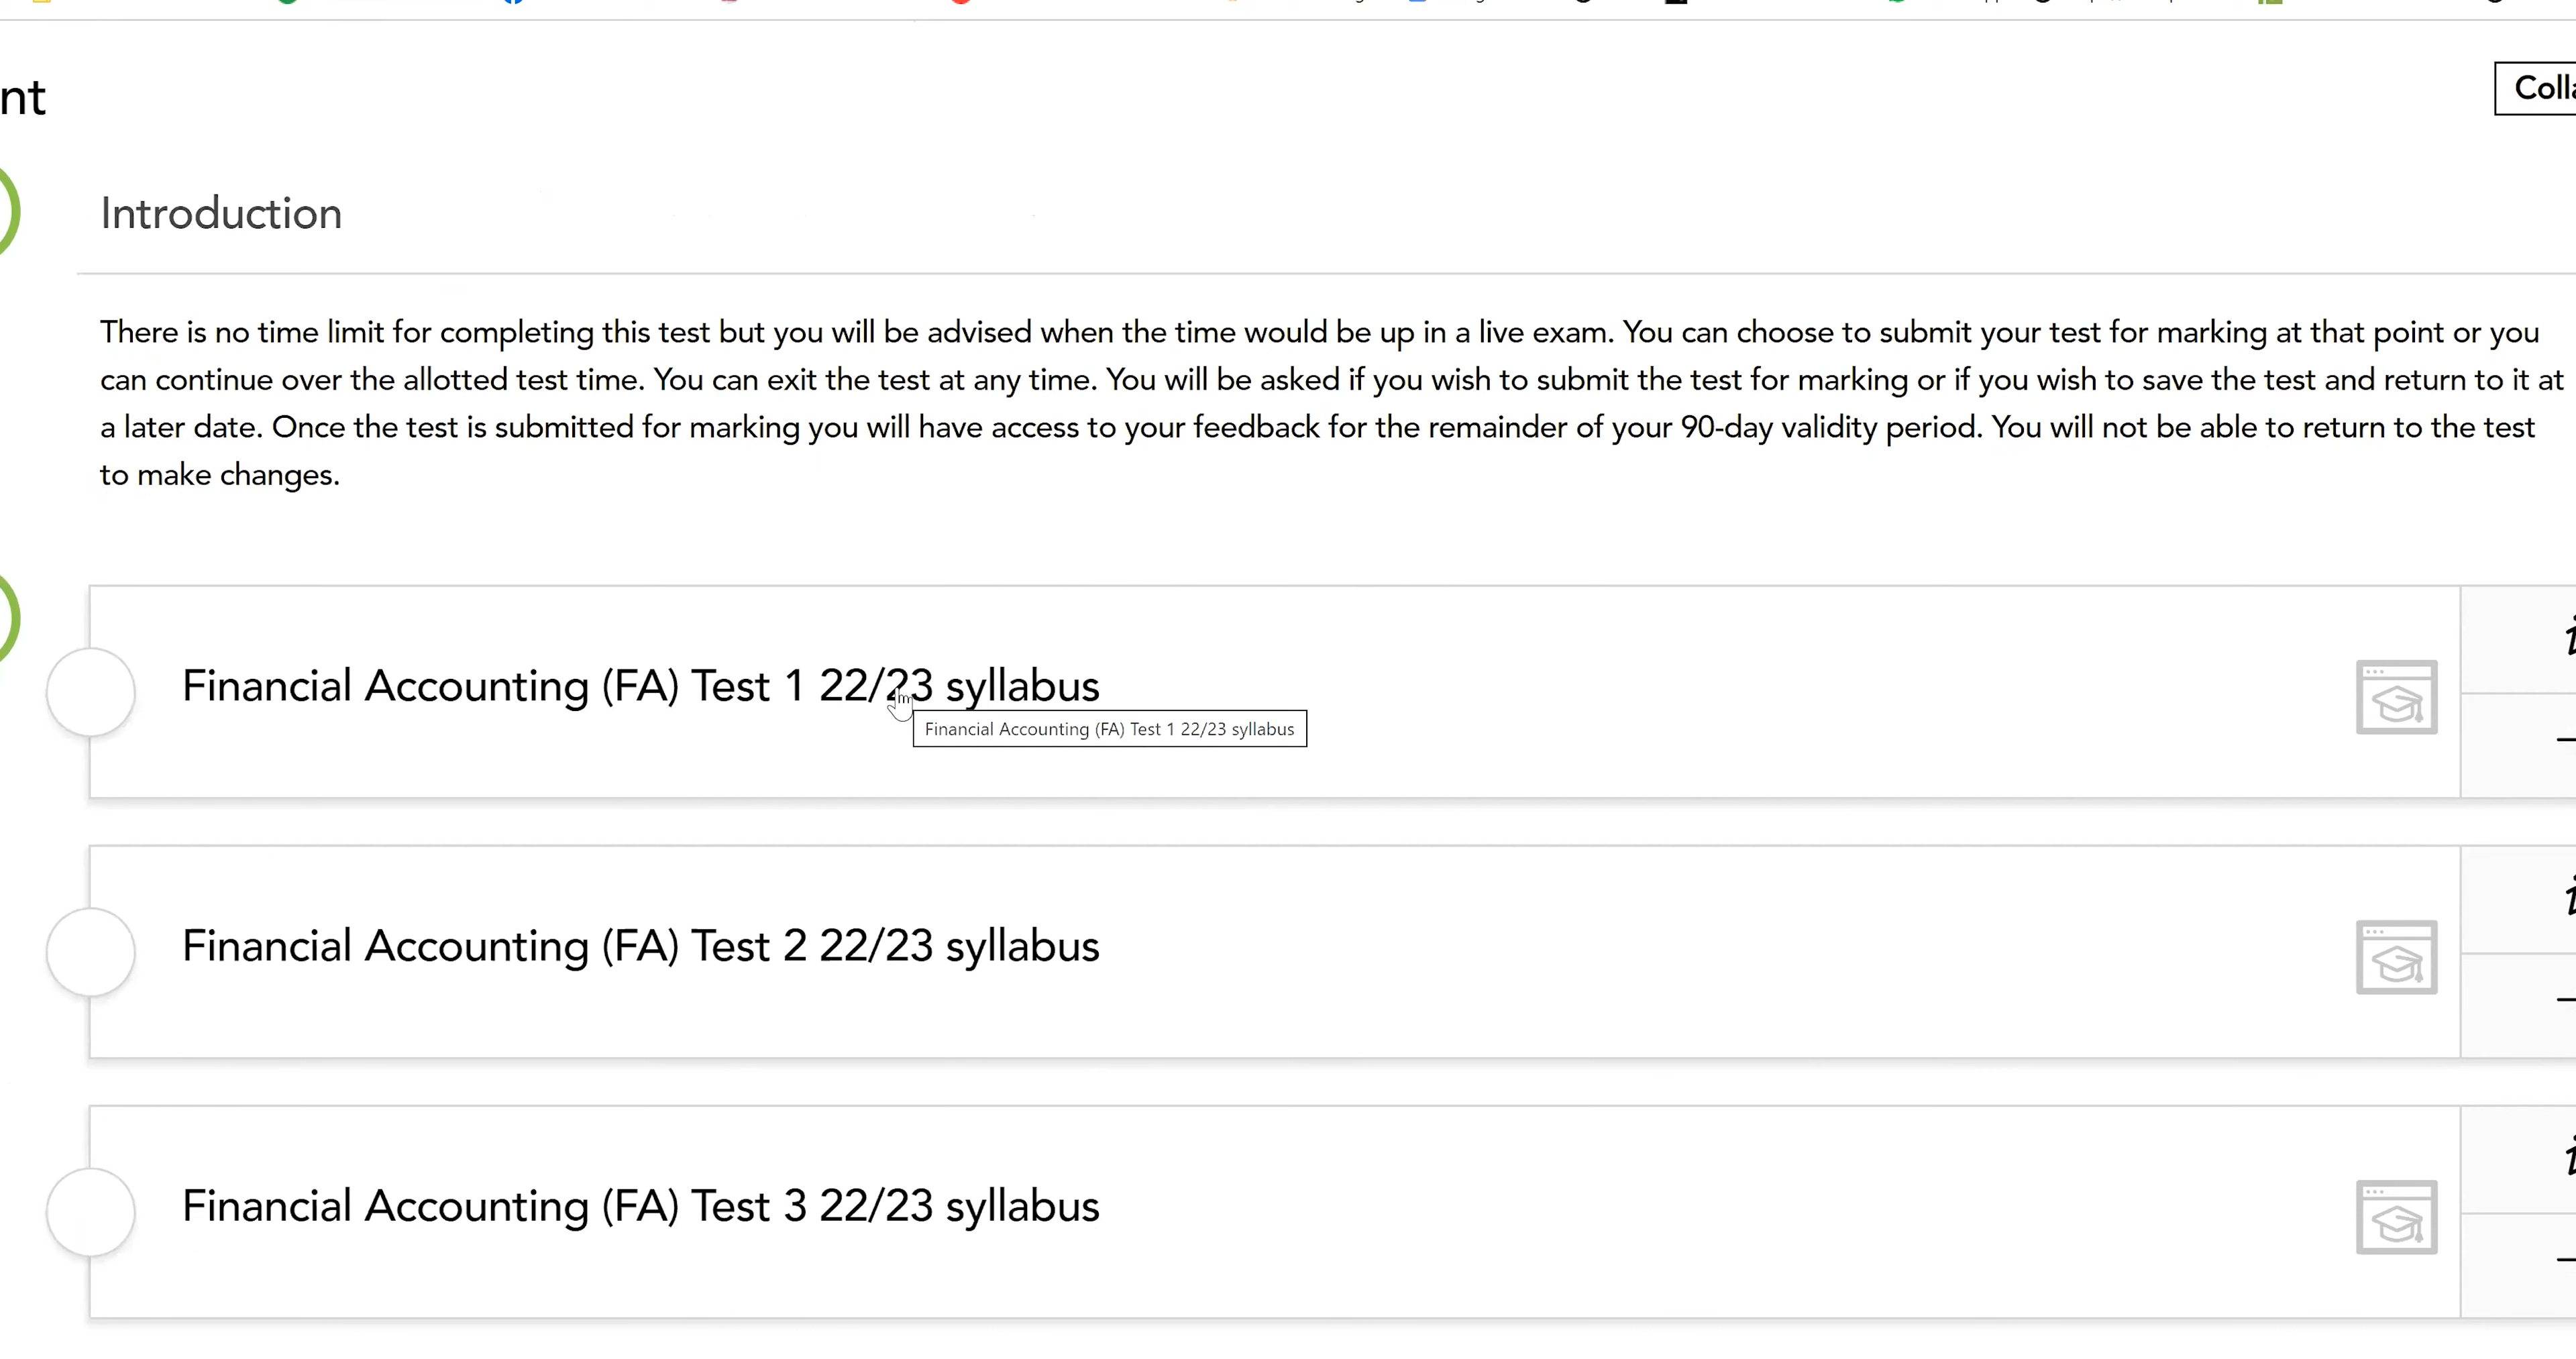 nt
Colla
Introduction
There is no time limit for completing this test but you will be advised when the time would be up in a live exam. You can choose to submit your test for marking at that point or you
can continue over the allotted test time. You can exit the test at any time. You will be asked if you wish to submit the test for marking or if you wish to save the test and return to it at
a later date. Once the test is submitted for marking you will have access to your feedback for the remainder of your 90-day validity period. You will not be able to return to the test
to make changes.
Financial Accounting (FA) Test 1 22/23 syllabus
Financial Accounting (FA) Test 1 22/23 syllabus
Financial Accounting (FA) Test 2 22/23 syllabus
Financial Accounting (FA) Test 3 22/23 syllabus